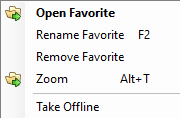 Open Favorite
Rename Favorite F2
Remove Favorite
Zoom Alt+T
Take Offline